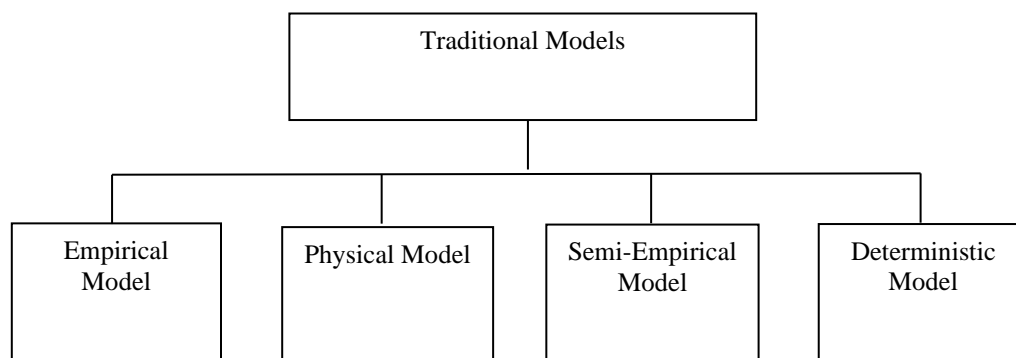 Traditional Models
Empirical
Model
Physical Model
Semi-Empirical
Model
Deterministic
Model